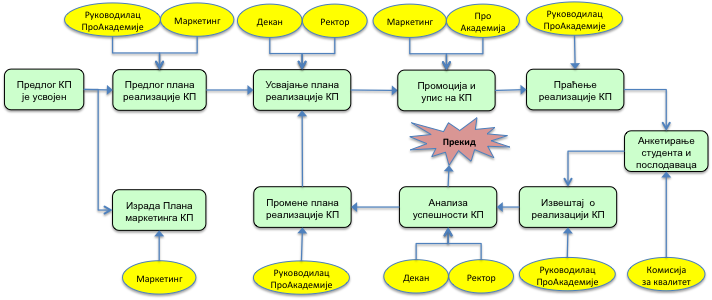 Руководилац
ПроАкадемије
Маркетинг
Декан
Ректор
Маркетинг
Про
Академија
Руководилац
ПроАкадемије
Предлог КП
је усвојен
Предлог плана
реализације КП
Усвајање плана
реализације КП
Промоција и
упис на КП
Праћење
реализације КП
Прекид
Анкетирање
студента и
послодаваца
Израда Плана
маркетинга КП
Промене плана
реализације КП
Анализа
успешности КП
Извештај о
реализацији КП
Маркетинг
Руководилац
ПроАкадемије
Декан
Ректор
Руководилац
ПроАкадемије
Комисија
за квалитет